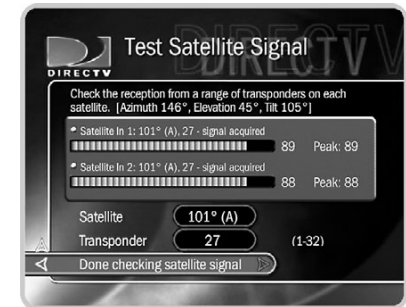 DIRECTV
Test Satellite Signal
DIRECTV
Check the reception from a range of transponders on each
satellite. [Azimuth 146°, Elevation 45°, Tilt 105°]
Satellite In 1: 101° (A), 27 - signal acquired
89 Peak: 89
Satellite In 2: 101° (A), 27 - signal acquired
88 Peak: 88
Satellite 101° (A)
Transponder 27 (1-32)
Done checking satellite signal